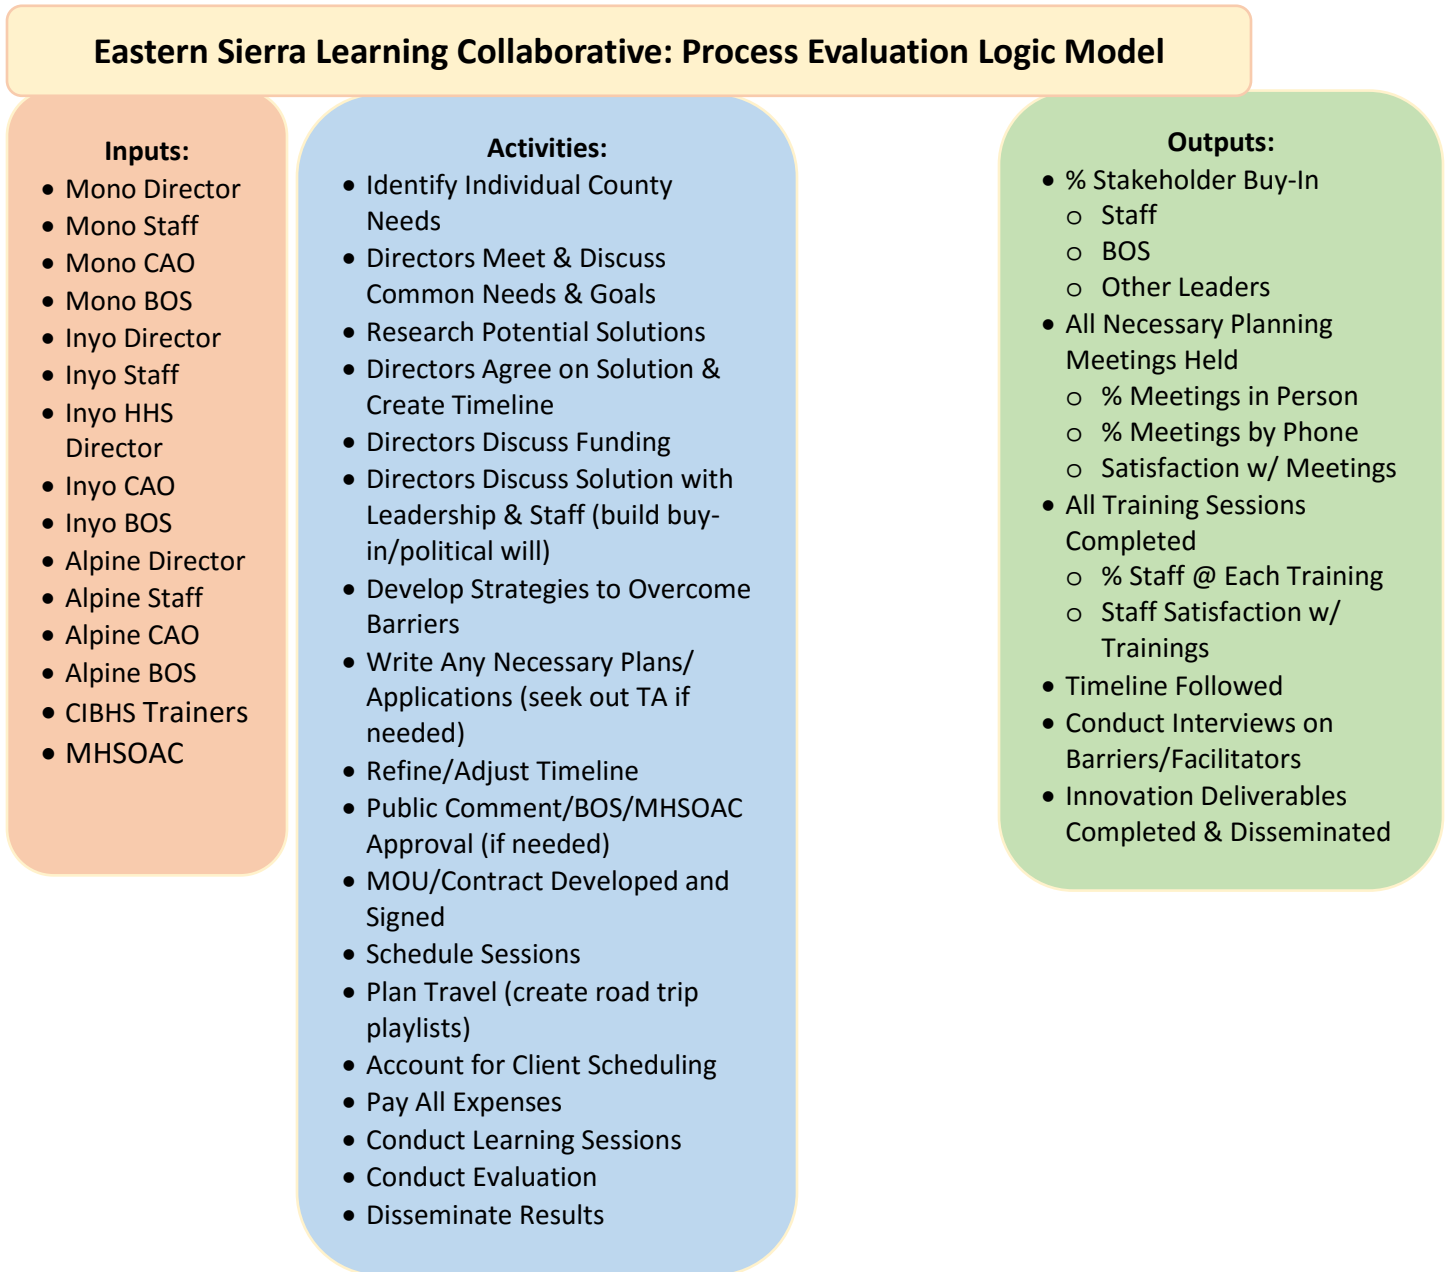 Eastern Sierra Learning Collaborative: Process Evaluation Logic Model
Inputs:
• Mono Director
• Mono Staff
• Mono CAO
• Mono BOS
• Inyo Director
• Inyo Staff
• Inyo HHS
Director
• Inyo CAO
• Inyo BOS
• Alpine Director
• Alpine Staff
• Alpine CAO
• Alpine BOS
• CIBHS Trainers
• MHSOAC
Activities:
• Identify Individual County
Needs
• Directors Meet & Discuss
Common Needs & Goals
• Research Potential Solutions
• Directors Agree on Solution &
Create Timeline
• Directors Discuss Funding
• Directors Discuss Solution with
Leadership & Staff (build buy-
in/political will)
• Develop Strategies to Overcome
Barriers
• Write Any Necessary Plans/
Applications (seek out TA if
needed)
• Refine/Adjust Timeline
• Public Comment/BOS/MHSOAC
Approval (if needed)
• MOU/Contract Developed and
Signed
• Schedule Sessions
• Plan Travel (create road trip
playlists)
• Account for Client Scheduling
• Pay All Expenses
• Conduct Learning Sessions
• Conduct Evaluation
• Disseminate Results
Outputs:
• % Stakeholder Buy-In
o Staff
o BOS
o Other Leaders
• All Necessary Planning
Meetings Held
o % Meetings in Person
o % Meetings by Phone
o Satisfaction w/ Meetings
• All Training Sessions
Completed
o % Staff @ Each Training
o Staff Satisfaction w/
Trainings
• Timeline Followed
• Conduct Interviews on
Barriers/Facilitators
• Innovation Deliverables
Completed & Disseminated